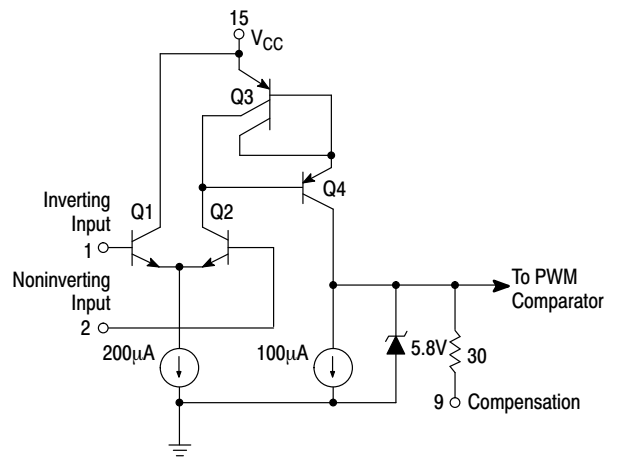 15
V_CC
Q3
Q4
Inverting
Input
Q1
Q2
1
Noninverting
Input
2
To PWM
Comparator
200μA
100μA
5.8V
30
9
Compensation